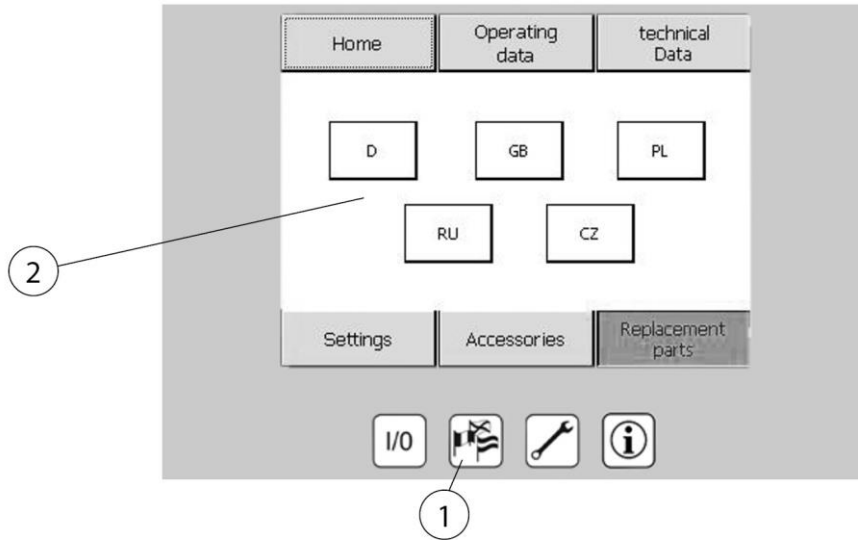 Home
Operating
data
technical
Data
D
GB
PL
RU
CZ
2
Settings
Accessories
Replacement
parts
I/0
i
1